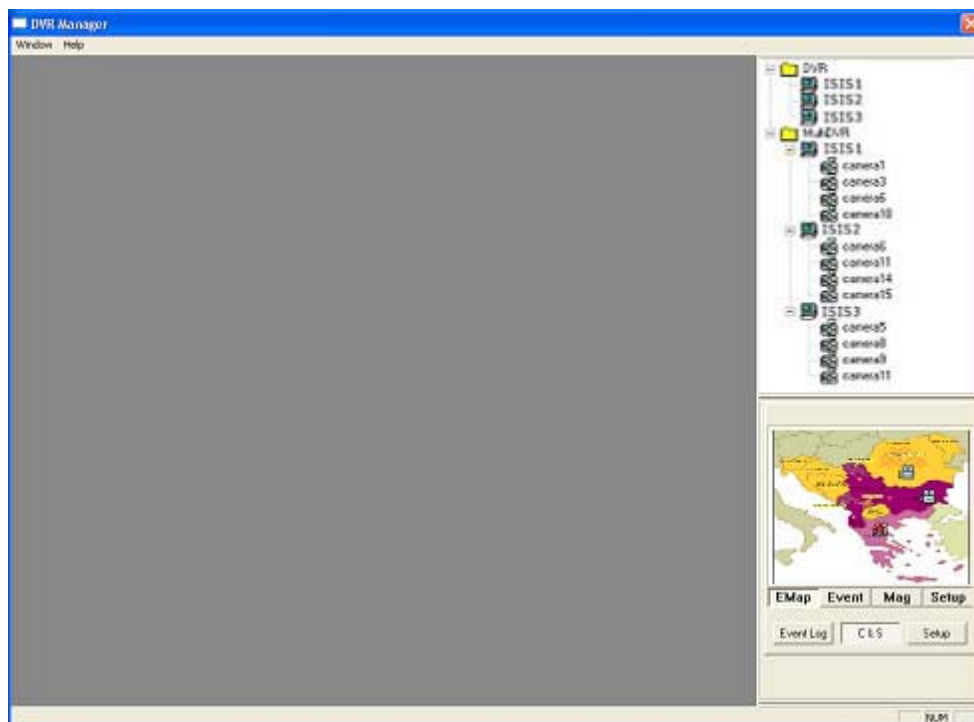 DVR Manager
Window Help
DVR
ISIS1
ISIS2
ISIS3
MultiDVR
ISIS1
camera1
camera3
camera6
camera10
ISIS2
camera6
camera11
camera14
camera15
ISIS3
camera5
camera8
camera9
camera11
EMap Event Mag Setup
Event Log C & S Setup
NUM